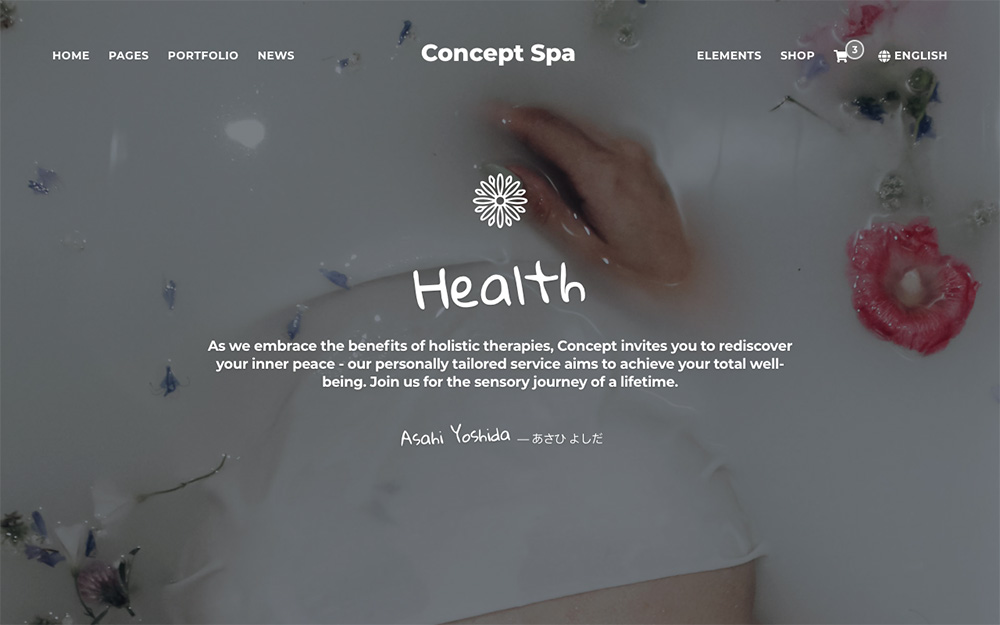 HOME PAGES PORTFOLIO NEWS Concept Spa ELEMENTS SHOP 3 ENGLISH
Health
As we embrace the benefits of holistic therapies, Concept invites you to rediscover
your inner peace - our personally tailored service aims to achieve your total well-
being. Join us for the sensory journey of a lifetime.
Asahi Yoshida — あさひ よしだ